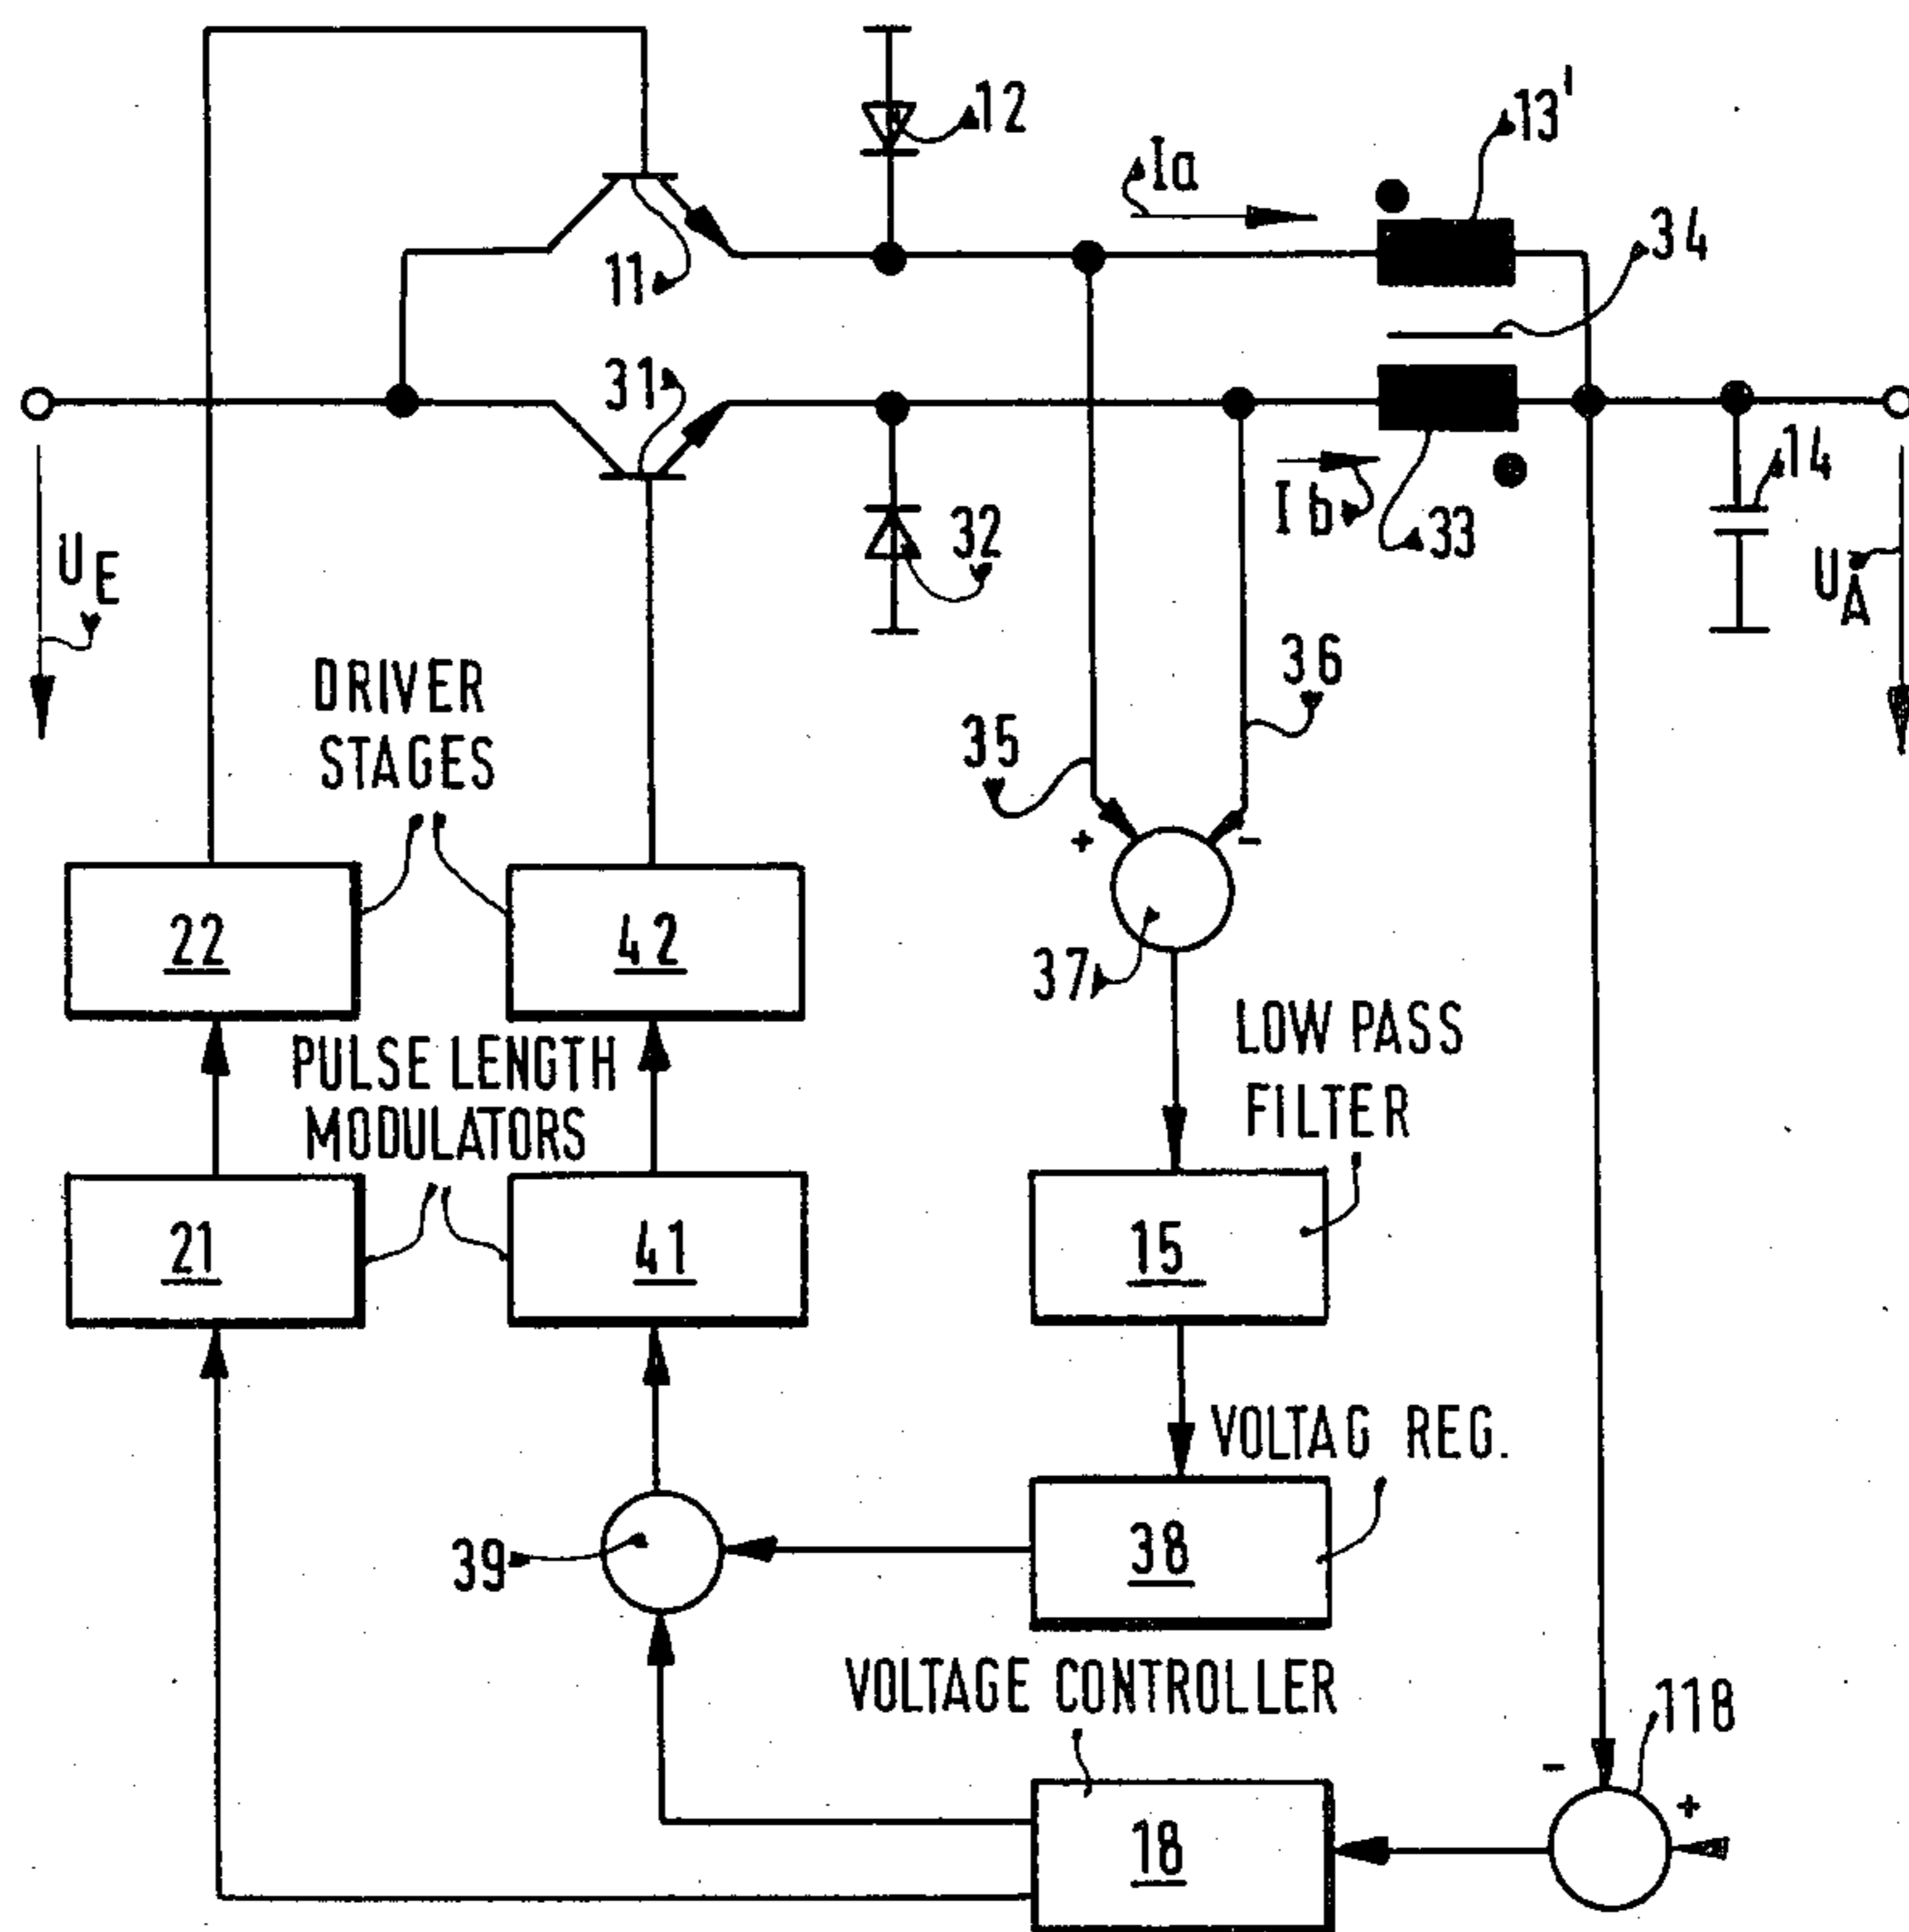 12
13'
Ia
34
11
31
14
Ib
33
32
UE
UA
36
DRIVER
STAGES
35
+
-
22
42
37
LOW PASS
FILTER
PULSE LENGTH
MODULATORS
21
41
15
VOLTAG REG.
39
38
VOLTAGE CONTROLLER
118
-
+
18